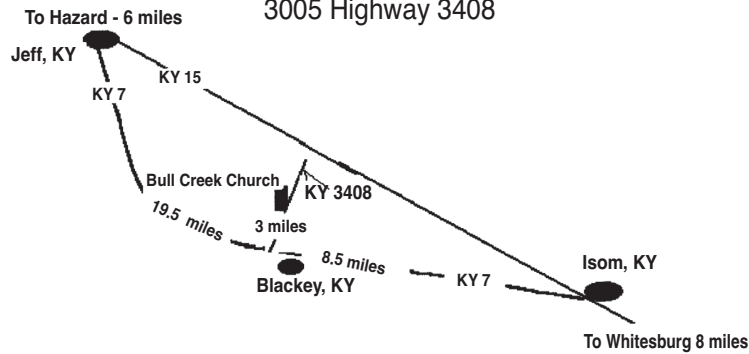 3005 Highway 3408
To Hazard - 6 miles
Jeff, KY
KY 15
KY 7
Bull Creek Church
KY 3408
19.5 miles
3 miles
8.5 miles
Blackey, KY
KY 7
Isom, KY
To Whitesburg 8 miles